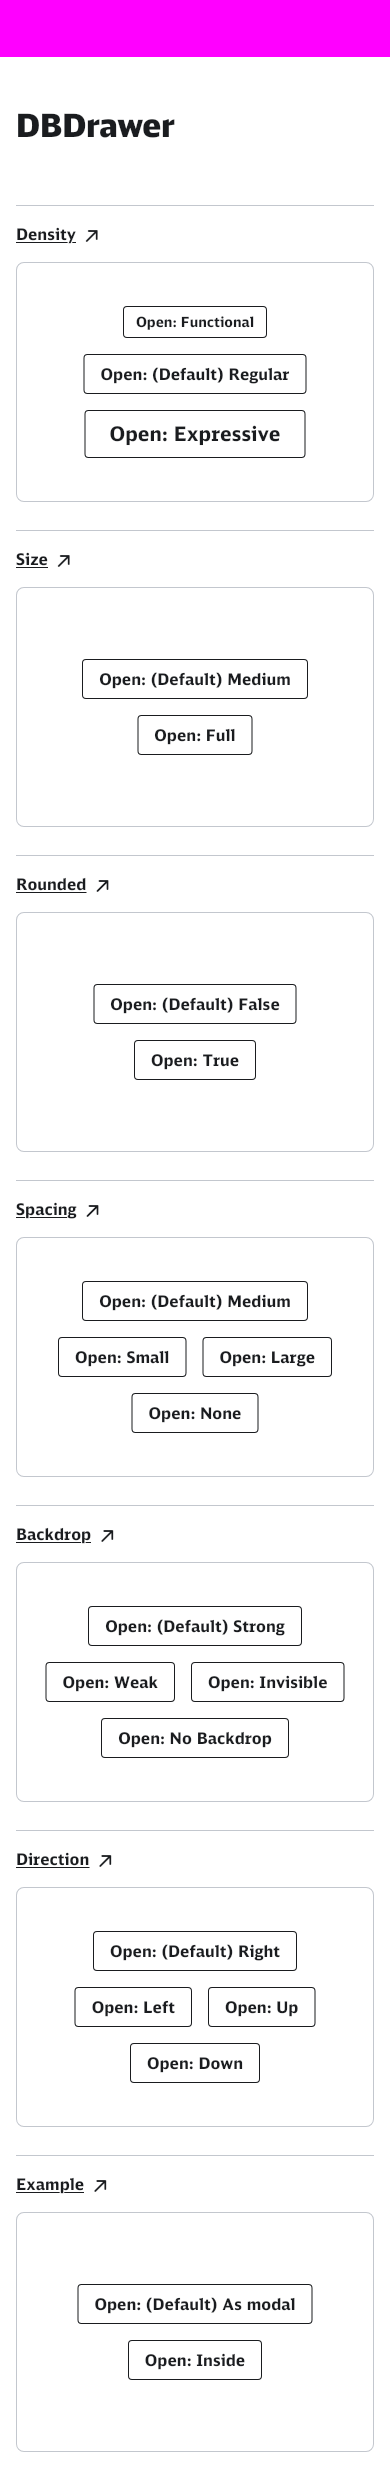 DBDrawer
Density
Open: Functional
Open: (Default) Regular
Open: Expressive
Size
Open: (Default) Medium
Open: Full
Rounded
Open: (Default) False
Open: True
Spacing
Open: (Default) Medium
Open: Small Open: Large
Open: None
Backdrop
Open: (Default) Strong
Open: Weak Open: Invisible
Open: No Backdrop
Direction
Open: (Default) Right
Open: Left Open: Up
Open: Down
Example
Open: (Default) As modal
Open: Inside